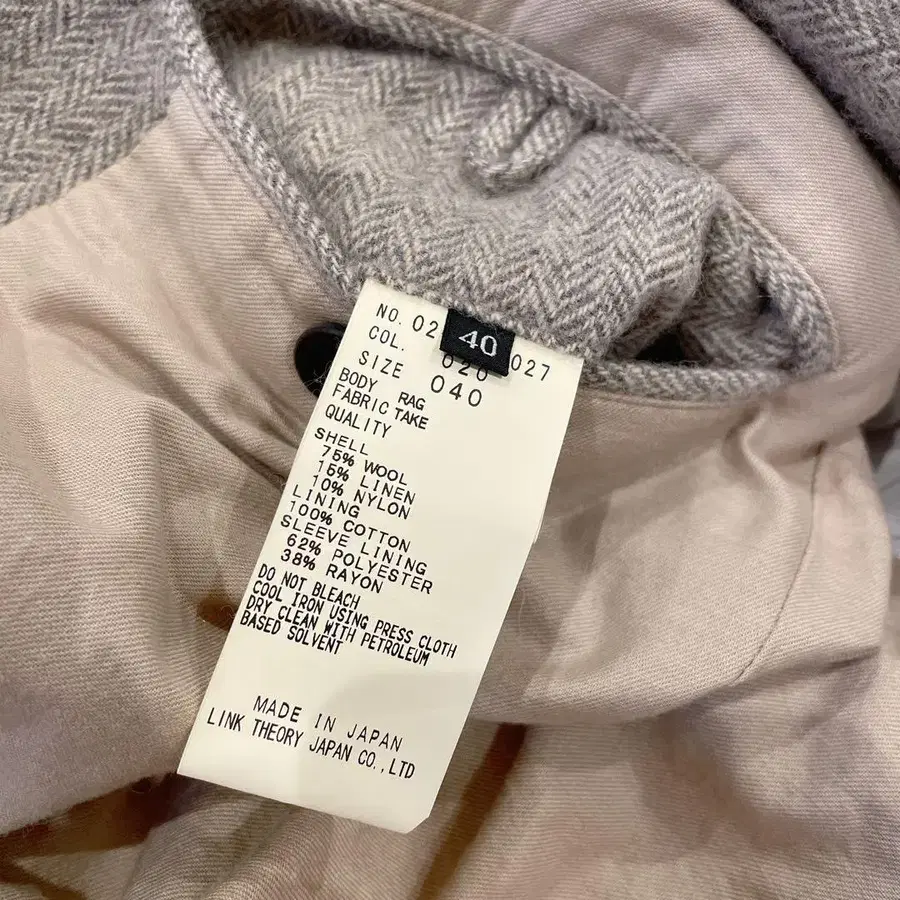 NO. 02 027
40
COL. 020
SIZE 040
BODY RAG
FABRIC TAKE
QUALITY
SHELL
75% WOOL
15% LINEN
10% NYLON
LINING
100% COTTON
SLEEVE LINING
62% POLYESTER
38% RAYON
DO NOT BLEACH
COOL IRON USING PRESS CLOTH
DRY CLEAN WITH PETROLEUM
BASED SOLVENT
MADE IN JAPAN
LINK THEORY JAPAN CO.,LTD